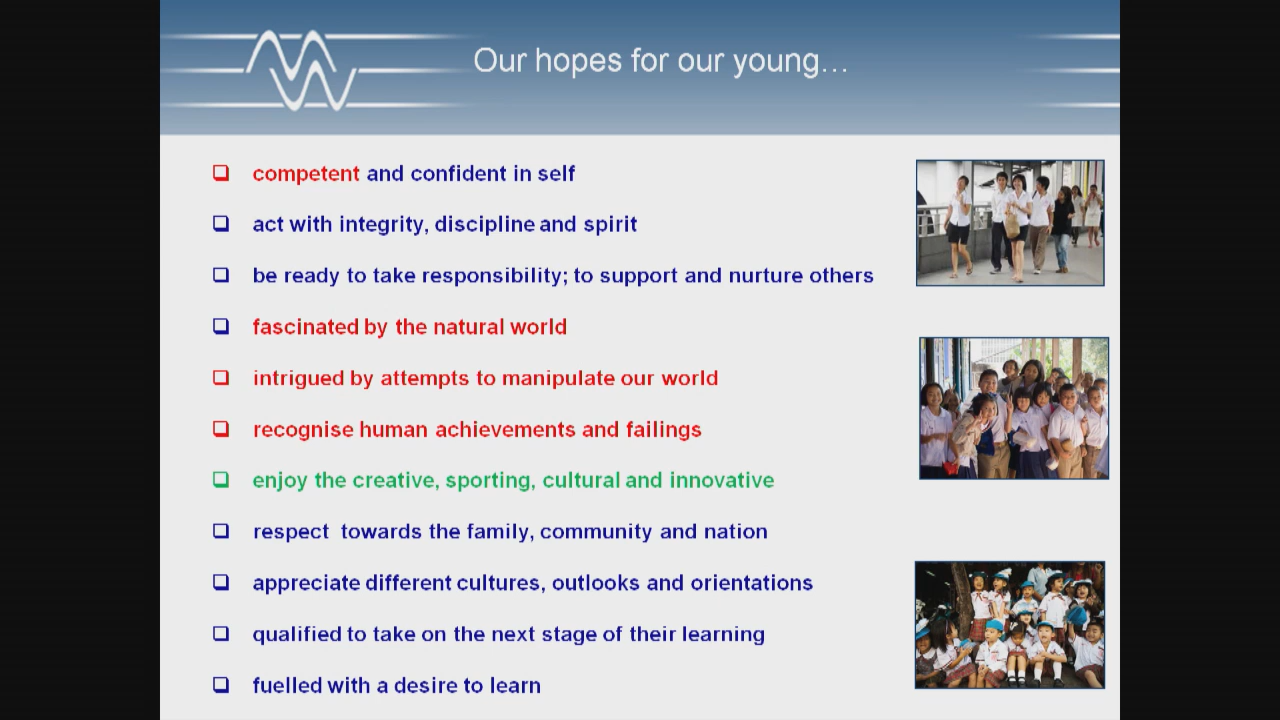 Our hopes for our young...
competent and confident in self
act with integrity, discipline and spirit
be ready to take responsibility; to support and nurture others
fascinated by the natural world
intrigued by attempts to manipulate our world
recognise human achievements and failings
enjoy the creative, sporting, cultural and innovative
respect  towards the family, community and nation
appreciate different cultures, outlooks and orientations
qualified to take on the next stage of their learning
fuelled with a desire to learn